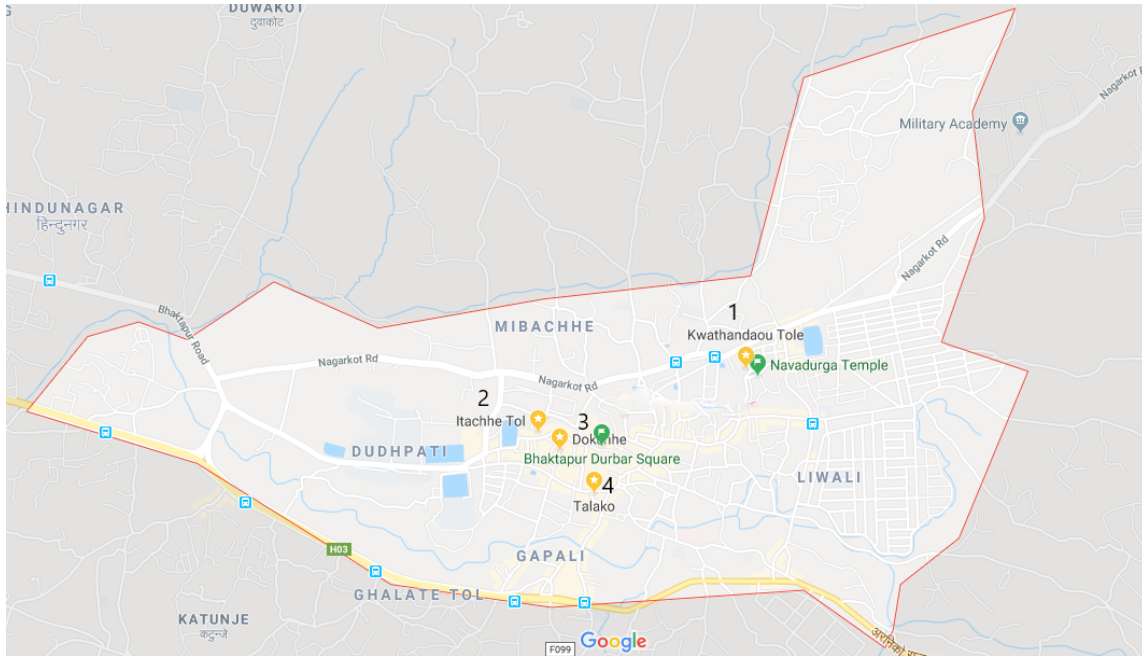 DUWAKOT
दुवाकोट
Military Academy
Nagarkot R
HINDUNAGAR
हिन्दुनगर
Nagarkot Rd
Bhaktapur Road
MIBACHHE
1
Kwathandaou Tole
Navadurga Temple
Nagarkot Rd
Nagarkot Rd
2
Itachhe Tol
3
DUDHPATI
Bhaktapur Durbar Square
LIWALI
4
Talako
H03
GAPALI
GHALATE TOL
KATUNJE
कटुन्जे
F099
Google